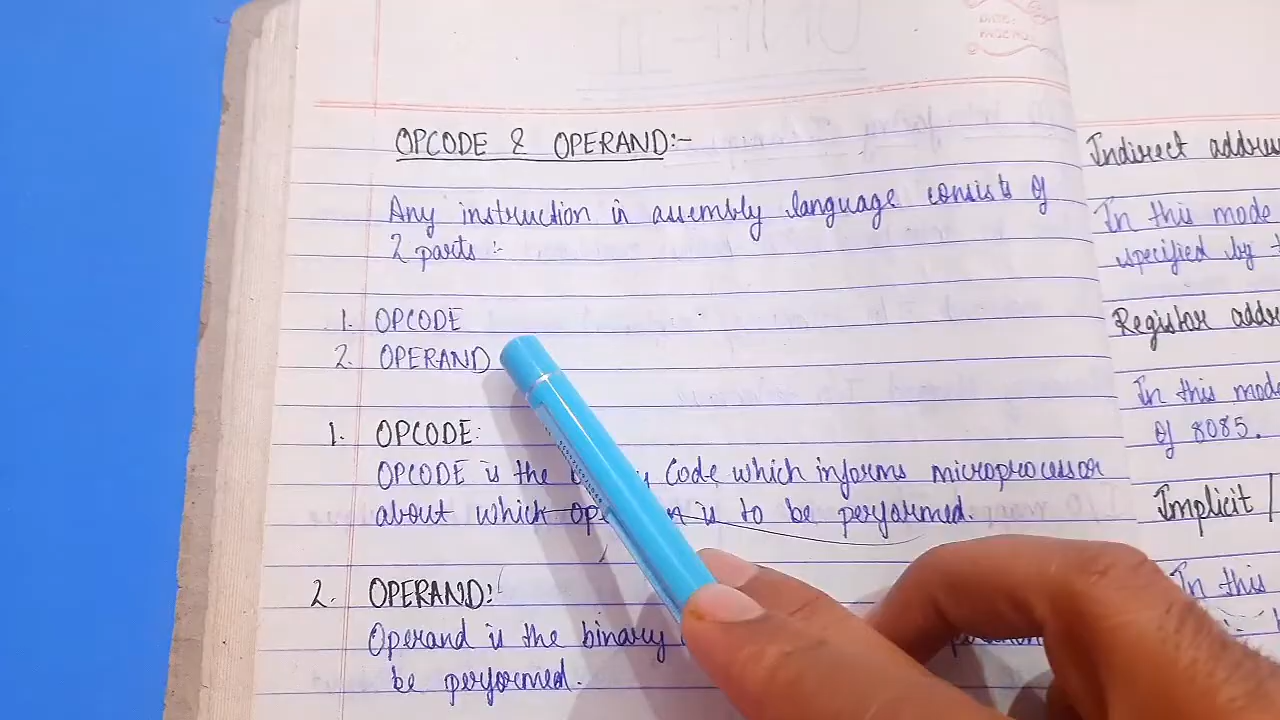 OPCODE & OPERAND:-
Any instruction in assembly language consists of
2 parts :-
1. OPCODE
2. OPERAND
1. OPCODE:
OPCODE is the Code which informs microprocessor
about which is to be performed.
2. OPERAND:
Operand is the binary
be performed.
Indirect
In this mode
specified by
Register
In this
of 8085.
Implicit /
In this